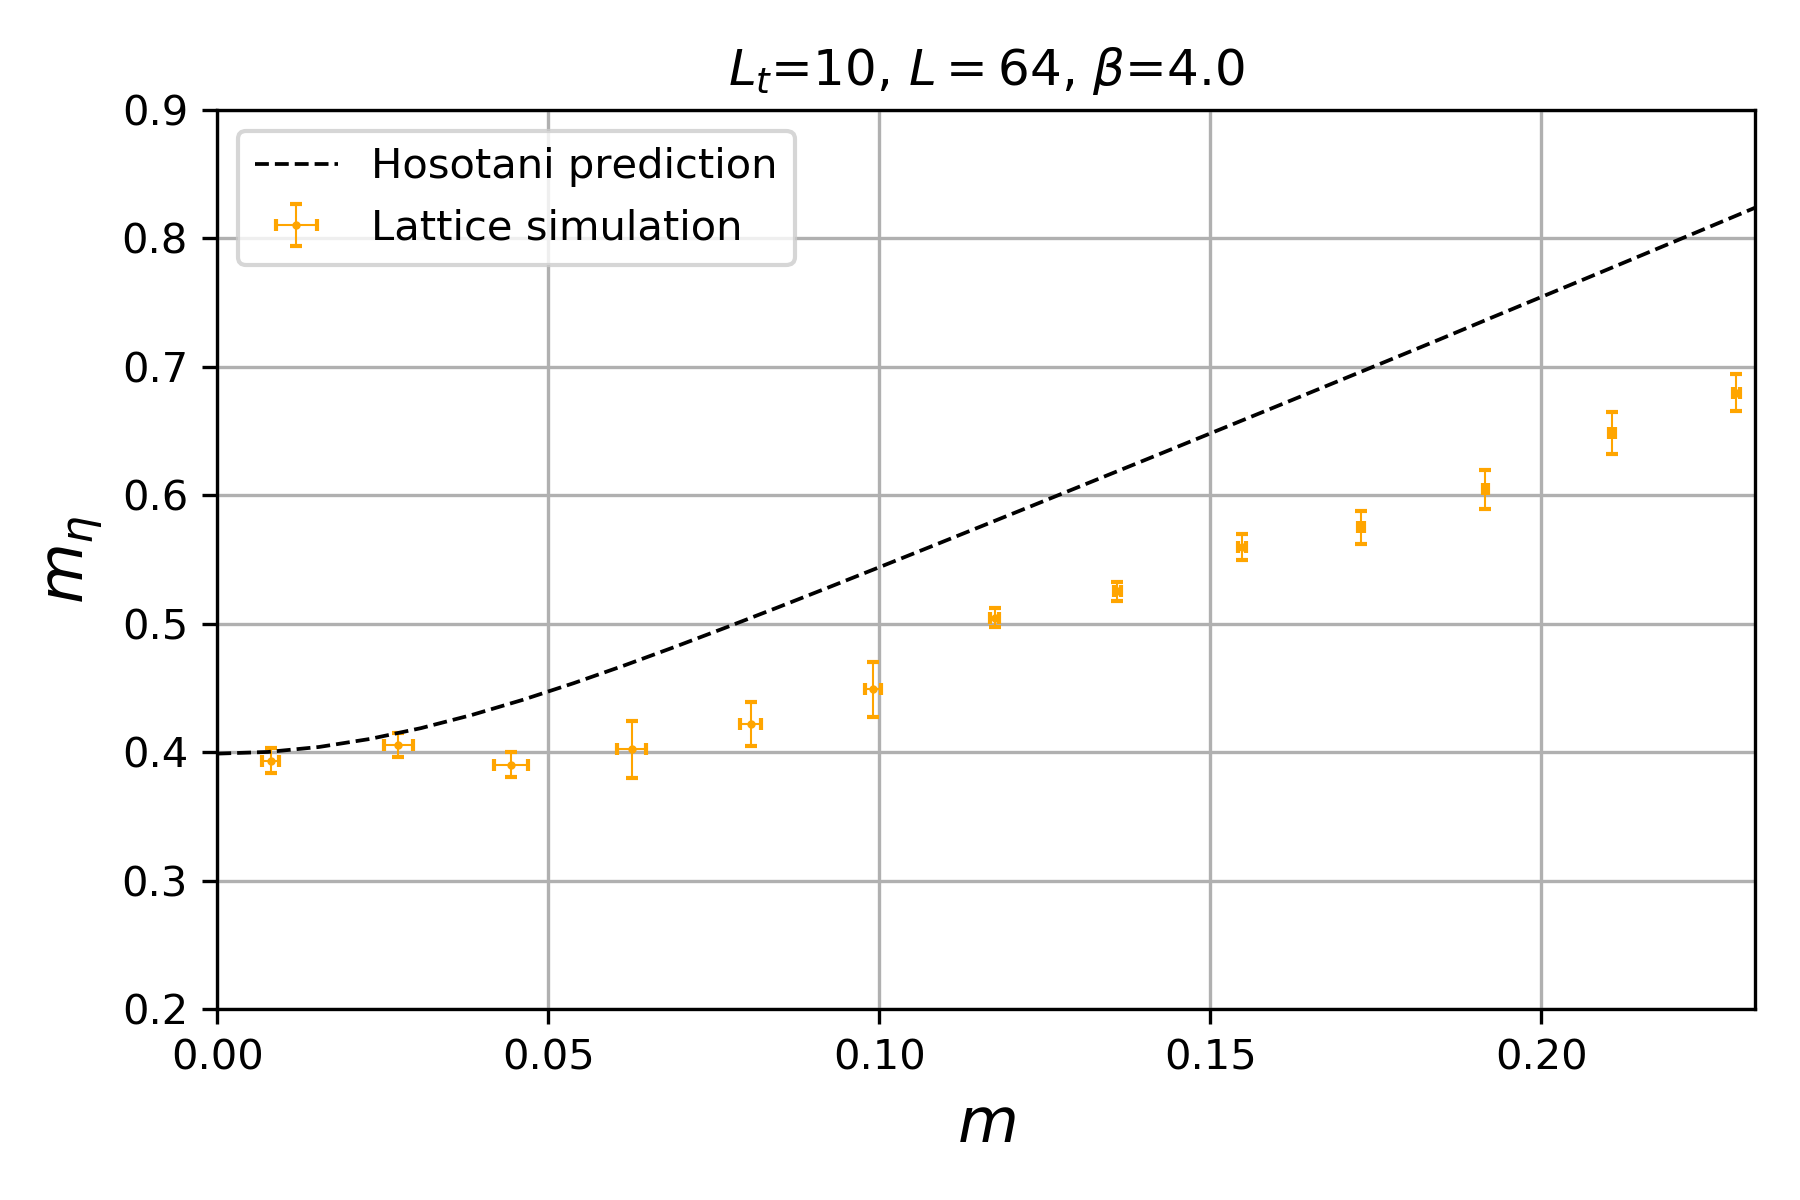 L_t=10, L = 64, β=4.0
0.9
0.8
0.7
0.6
0.5
0.4
0.3
0.2
m_η
Hosotani prediction
Lattice simulation
0.00 0.05 0.10 0.15 0.20
m